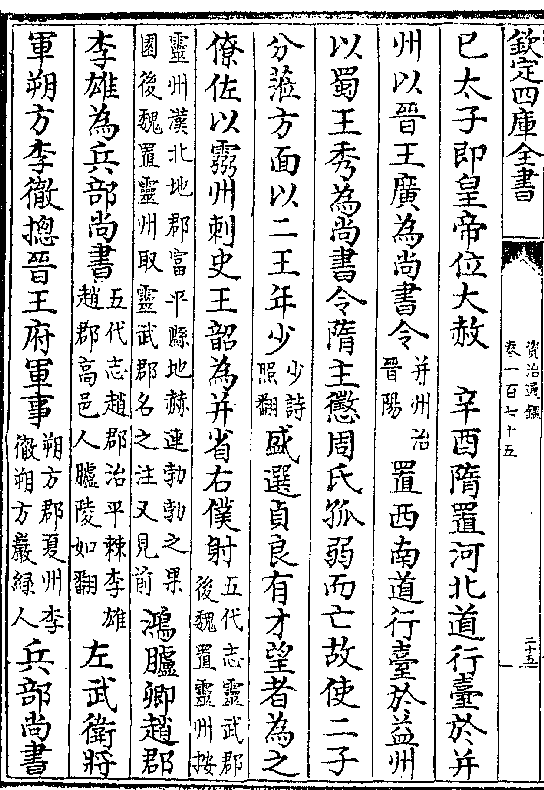 欽定四庫全書
資治通鑑
卷一百七十五
二十五
巳太子即皇帝位大赦　辛酉隋置河北道行臺於并
州以晉王廣為尚書令并州治晉陽置西南道行臺於益州
以蜀王秀為尚書令隋主懲周氏孤弱而亡故使二子
分蒞方面以二王年少少詩照翻盛選貞良有才望者為之
僚佐以靈州刺史王韶為并省右僕射五代志靈武郡後魏置靈州按
靈州漢北地郡富平縣地赫連勃勃之果園後魏置靈州取靈武郡名之注又見前鴻臚卿趙郡
李雄為兵部尚書五代志趙郡治平棘李雄趙郡高邑人臚陵如翻左武衛將
軍朔方李徹摠晉王府軍事朔方郡夏州李徹朔方巖緑人兵部尚書